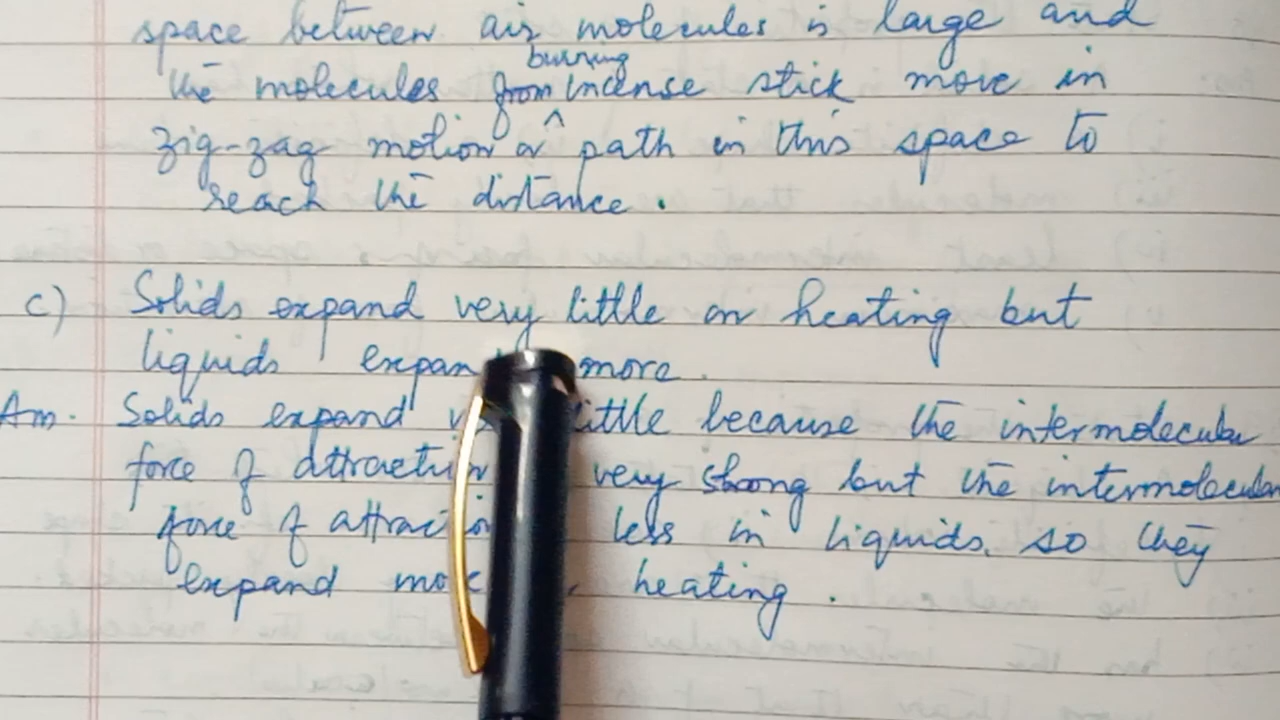 space between air molecules is large and
burning
the molecules from ^ incense stick move in
zig-zag motion or path in this space to
reach the distance.
c) Solids expand very little on heating but
liquids expan more.
Ans. Solids expand little because the intermolecular
force of attraction very strong but the intermolecular
force of attraction less in liquids, so they
expand more heating.